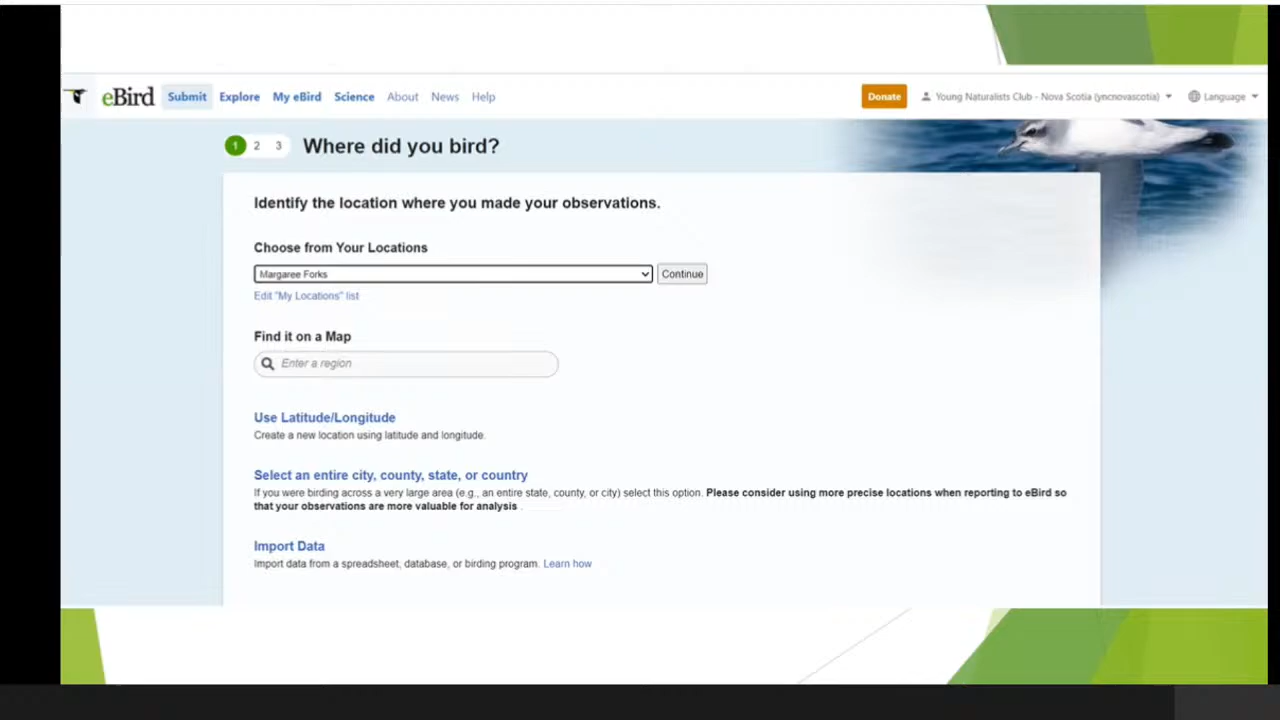 eBird Submit Explore My eBird Science About News Help Donate Young Naturalists Club - Nova Scotia (yncnovascotia) Language
1 2 3 Where did you bird?
Identify the location where you made your observations.
Choose from Your Locations
Margaree Forks Continue
Edit "My Locations" list
Find it on a Map
Enter a region
Use Latitude/Longitude
Create a new location using latitude and longitude.
Select an entire city, county, state, or country
If you were birding across a very large area (e.g., an entire state, county, or city) select this option. Please consider using more precise locations when reporting to eBird so
that your observations are more valuable for analysis .
Import Data
Import data from a spreadsheet, database, or birding program. Learn how